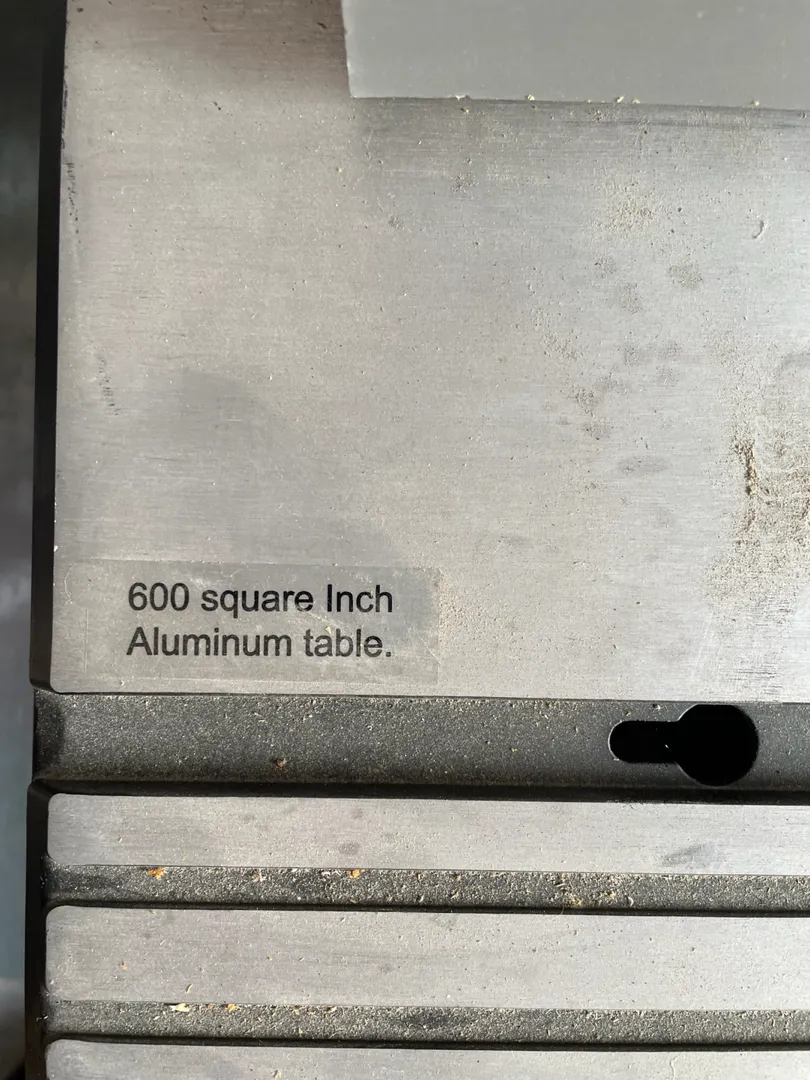 600 square Inch
Aluminum table.